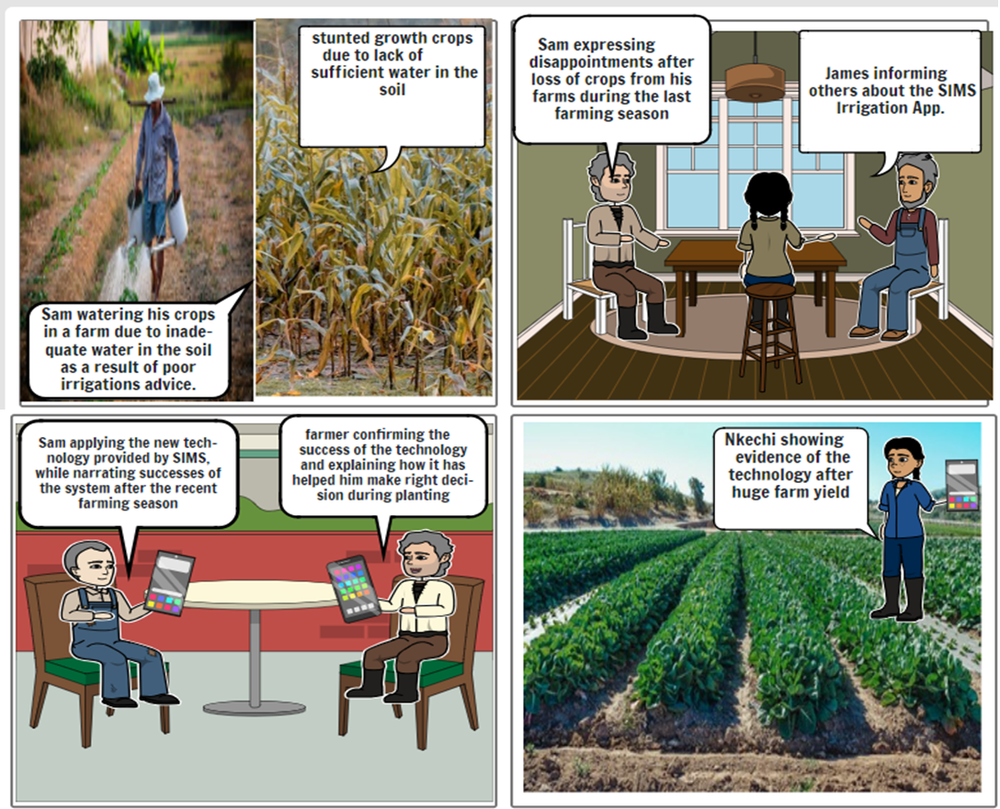 stunted growth crops
due to lack of
sufficient water in the
soil
Sam watering his crops
in a farm due to inade-
quate water in the soil
as a result of poor
irrigations advice.
Sam expressing
disappointments after
loss of crops from his
farms during the last
farming season
James informing
others about the SIMS
Irrigation App.
Sam applying the new tech-
nology provided by SIMS,
while narrating successes of
the system after the recent
farming season
farmer confirming the
success of the technology
and explaining how it has
helped him make right deci-
sion during planting
Nkechi showing
evidence of the
technology after
huge farm yield